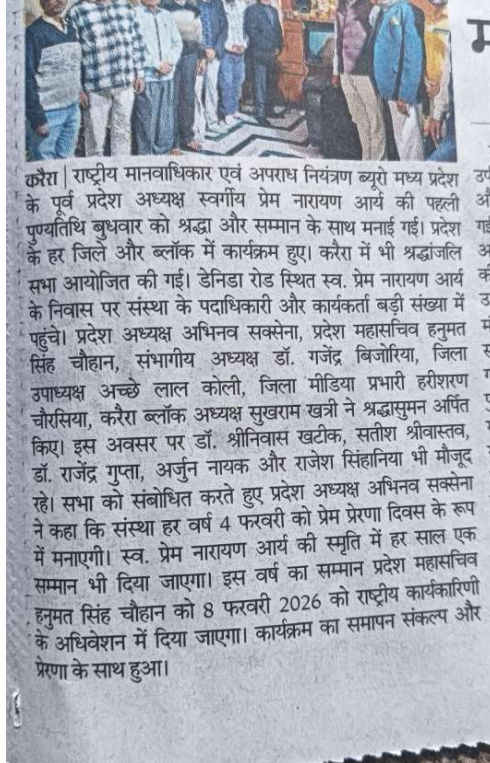 करैरा | राष्ट्रीय मानवाधिकार एवं अपराध नियंत्रण ब्यूरो मध्य प्रदेश
के पूर्व प्रदेश अध्यक्ष स्वर्गीय प्रेम नारायण आर्य की पहली
पुण्यतिथि बुधवार को श्रद्धा और सम्मान के साथ मनाई गई। प्रदेश
के हर जिले और ब्लॉक में कार्यक्रम हुए। करैरा में भी श्रद्धांजलि
सभा आयोजित की गई। डेनिडा रोड स्थित स्व. प्रेम नारायण आर्य
के निवास पर संस्था के पदाधिकारी और कार्यकर्ता बड़ी संख्या में
पहुंचे। प्रदेश अध्यक्ष अभिनव सक्सेना, प्रदेश महासचिव हनुमत
सिंह चौहान, संभागीय अध्यक्ष डॉ. गजेंद्र बिजोरिया, जिला
उपाध्यक्ष अच्छे लाल कोली, जिला मीडिया प्रभारी हरीशरण
चौरसिया, करैरा ब्लॉक अध्यक्ष सुखराम खत्री ने श्रद्धासुमन अर्पित
किए। इस अवसर पर डॉ. श्रीनिवास खटीक, सतीश श्रीवास्तव,
डॉ. राजेंद्र गुप्ता, अर्जुन नायक और राजेश सिंहानिया भी मौजूद
रहे। सभा को संबोधित करते हुए प्रदेश अध्यक्ष अभिनव सक्सेना
ने कहा कि संस्था हर वर्ष 4 फरवरी को प्रेम प्रेरणा दिवस के रूप
में मनाएगी। स्व. प्रेम नारायण आर्य की स्मृति में हर साल एक
सम्मान भी दिया जाएगा। इस वर्ष का सम्मान प्रदेश महासचिव
हनुमत सिंह चौहान को 8 फरवरी 2026 को राष्ट्रीय कार्यकारिणी
के अधिवेशन में दिया जाएगा। कार्यक्रम का समापन संकल्प और
प्रेरणा के साथ हुआ।